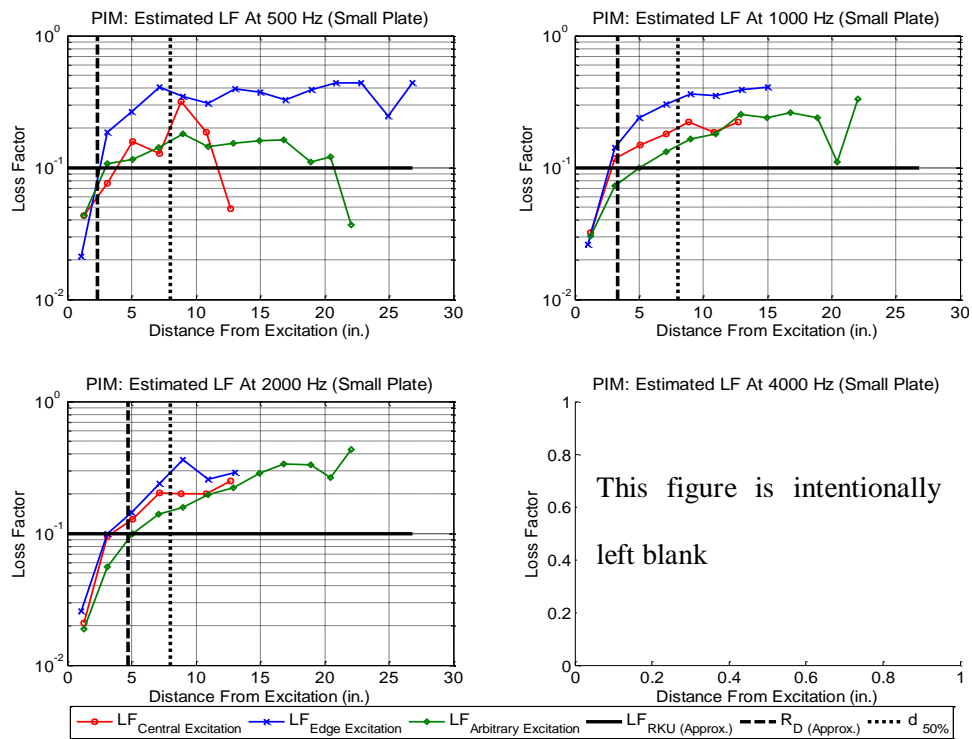 PIM: Estimated LF At 500 Hz (Small Plate)
10^0
10^-1
10^-2
Loss Factor
0 5 10 15 20 25 30
Distance From Excitation (in.)
PIM: Estimated LF At 1000 Hz (Small Plate)
10^0
10^-1
10^-2
Loss Factor
0 5 10 15 20 25 30
Distance From Excitation (in.)
PIM: Estimated LF At 2000 Hz (Small Plate)
10^0
10^-1
10^-2
Loss Factor
0 5 10 15 20 25 30
Distance From Excitation (in.)
PIM: Estimated LF At 4000 Hz (Small Plate)
1
0.8
0.6
0.4
0.2
0
Loss Factor
This figure is intentionally
left blank
0 0.2 0.4 0.6 0.8 1
Distance From Excitation (in.)
LF Central Excitation LF Edge Excitation LF Arbitrary Excitation LF RKU (Approx.) R D (Approx.) d 50%